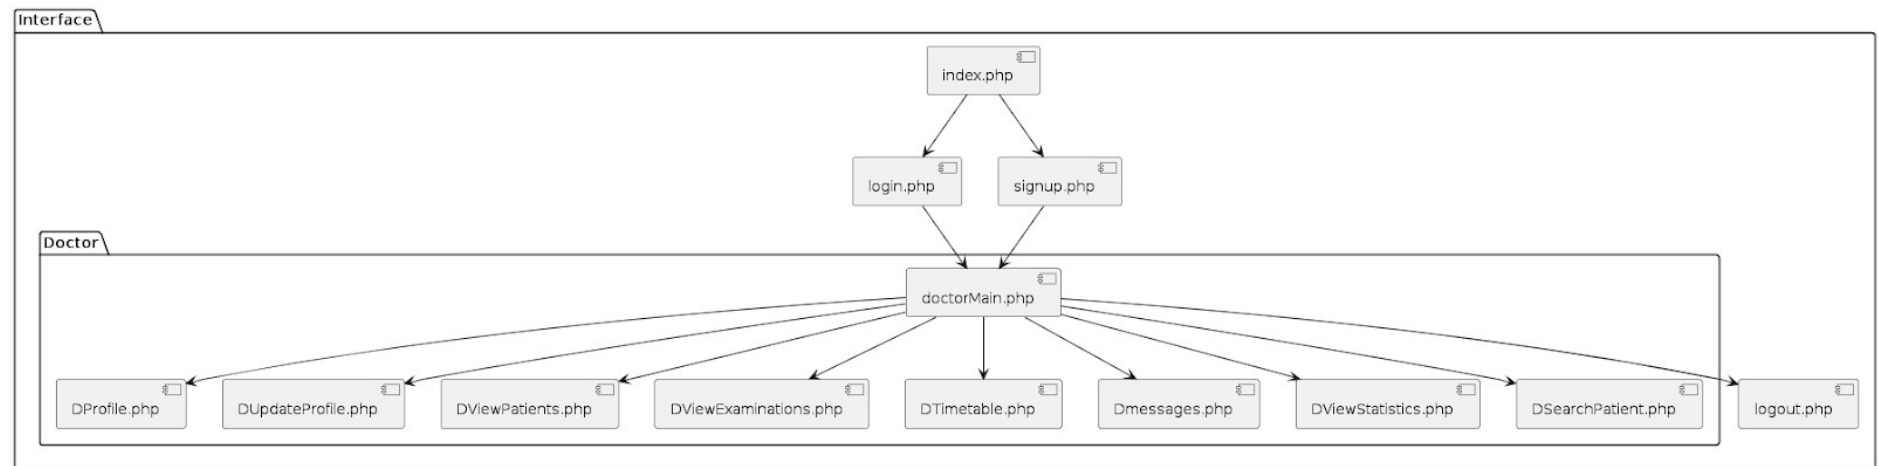 Interface
index.php
login.php
signup.php
Doctor
doctorMain.php
DProfile.php
DUpdateProfile.php
DViewPatients.php
DViewExaminations.php
DTimetable.php
Dmessages.php
DViewStatistics.php
DSearchPatient.php
logout.php